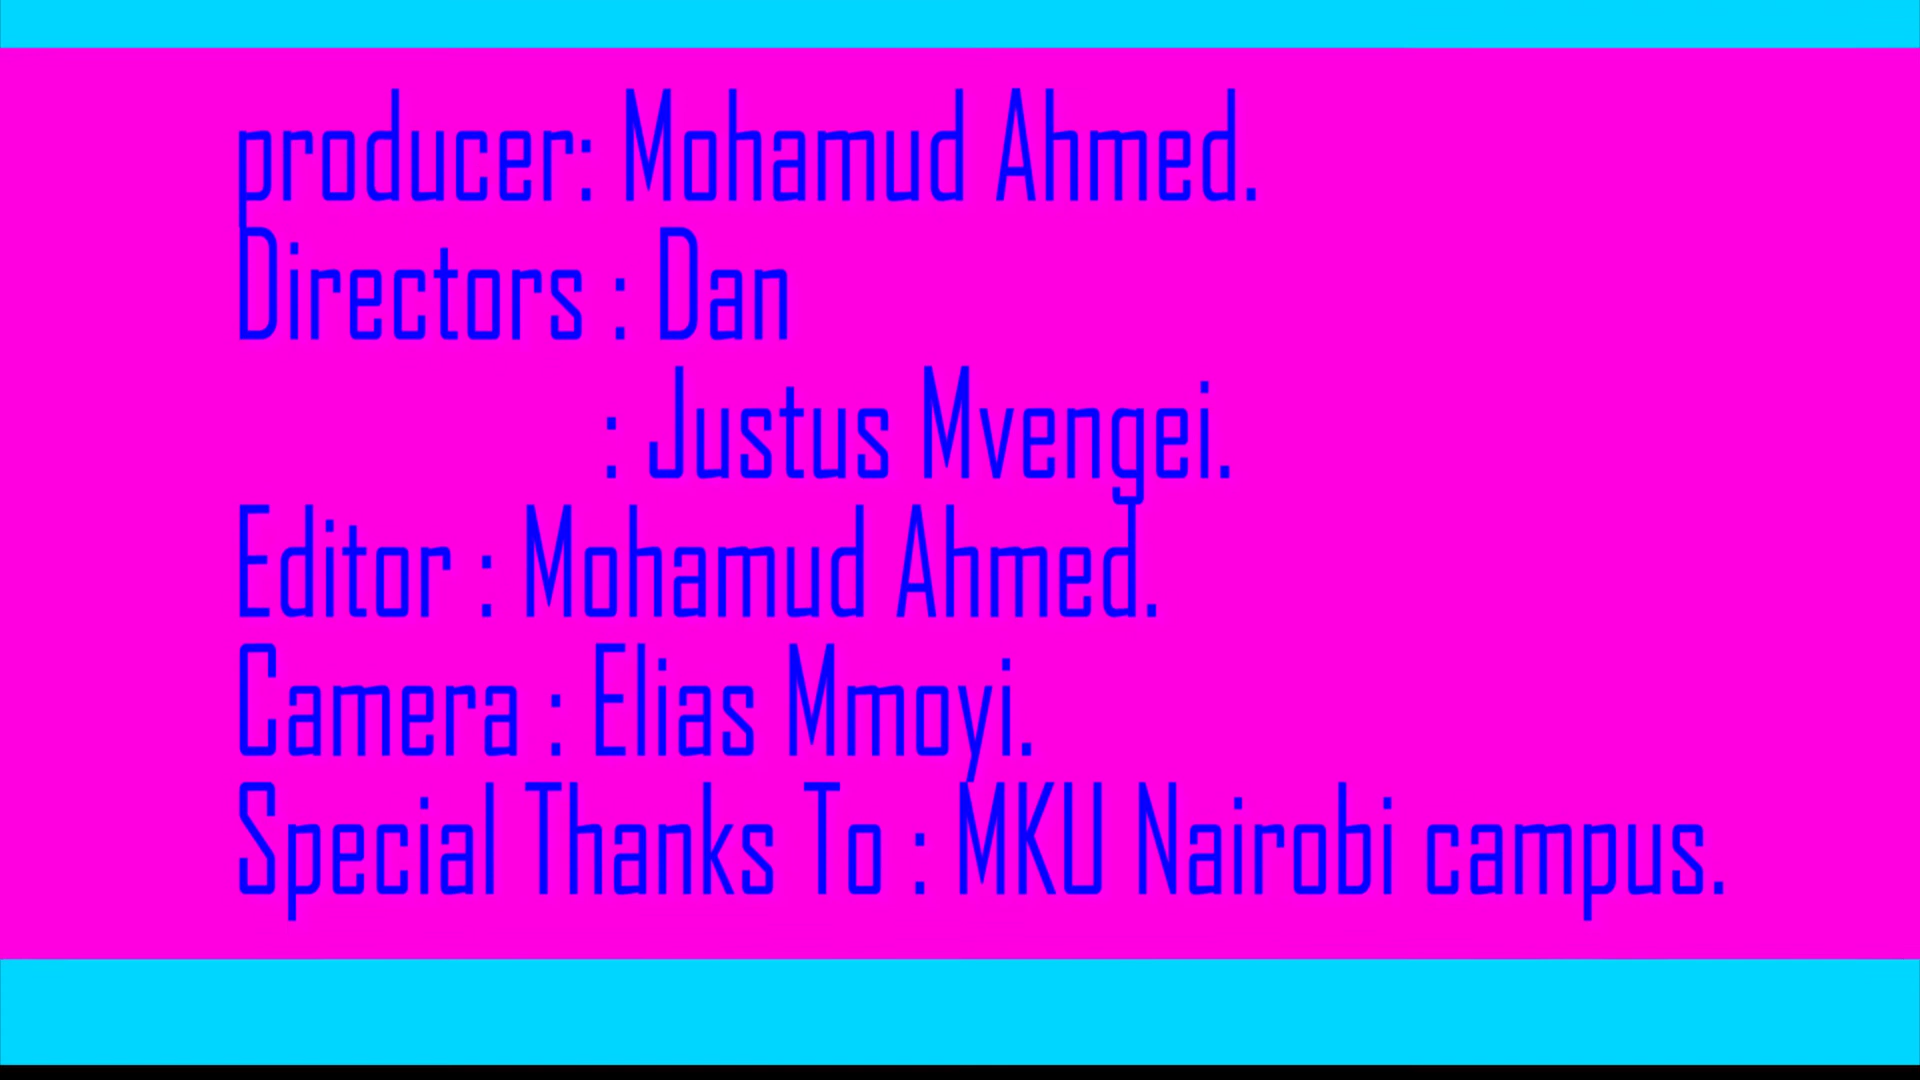 producer: Mohamud Ahmed.
Directors : Dan
: Justus Mvengei.
Editor : Mohamud Ahmed.
Camera : Elias Mmoyi.
Special Thanks To : MKU Nairobi campus.